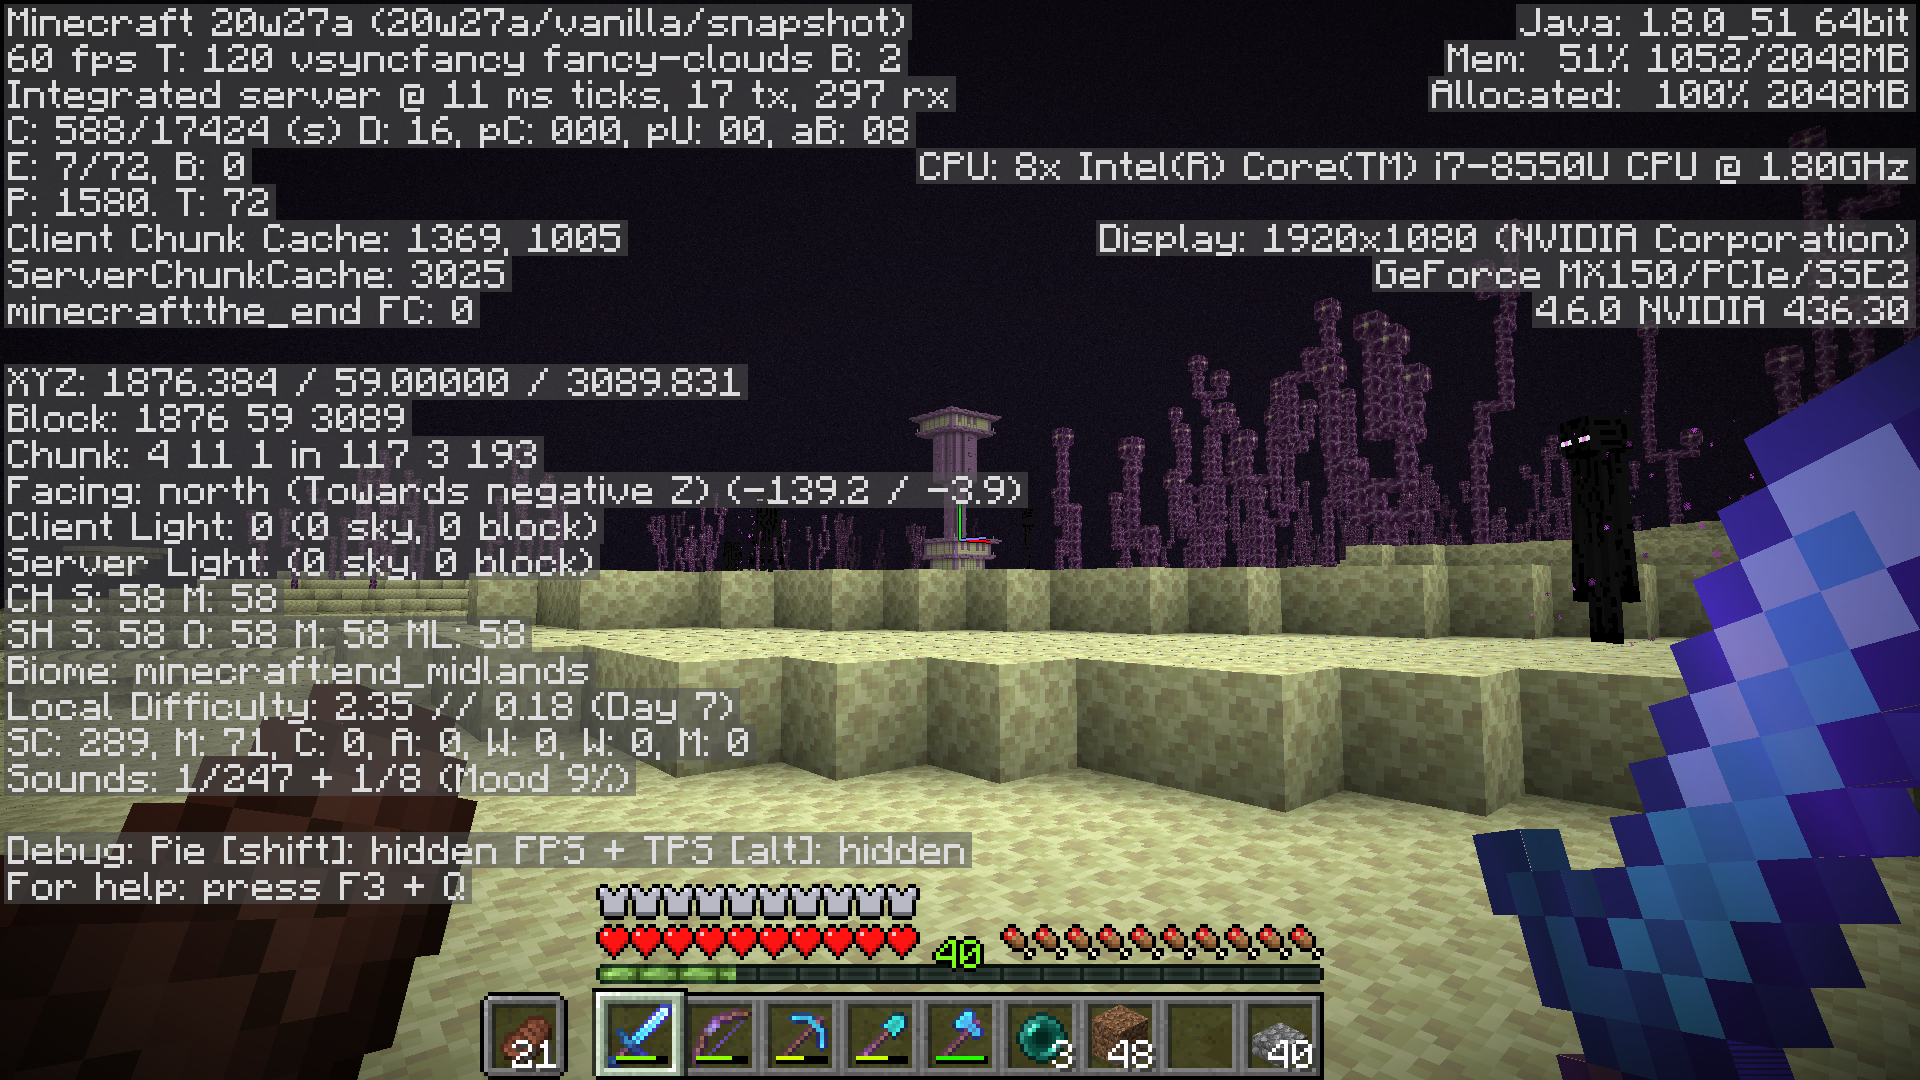 Minecraft 20w27a (20w27a/vanilla/snapshot)
60 fps T: 120 vsyncfancy fancy-clouds B: 2
Integrated server @ 11 ms ticks, 17 tx, 297 rx
C: 588/17424 (s) D: 16, pC: 000, pU: 00, aB: 08
E: 7/72, B: 0
P: 1580. T: 72
Client Chunk Cache: 1369, 1005
ServerChunkCache: 3025
minecraft:the_end FC: 0
XYZ: 1876.384 / 59.00000 / 3089.831
Block: 1876 59 3089
Chunk: 4 11 1 in 117 3 193
Facing: north (Towards negative Z) (-139.2 / -3.9)
Client Light: 0 (0 sky, 0 block)
Server Light: (0 sky, 0 block)
CH S: 58 M: 58
SH S: 58 O: 58 M: 58 ML: 58
Biome: minecraft:end_midlands
Local Difficulty: 2.35 // 0.18 (Day 7)
SC: 289, M: 71, C: 0, A: 0, W: 0, W: 0, M: 0
Sounds: 1/247 + 1/8 (Mood 9%)
Debug: Pie [shift]: hidden FPS + TPS [alt]: hidden
For help: press F3 + Q
Java: 1.8.0_51 64bit
Mem: 51% 1052/2048MB
Allocated: 100% 2048MB
CPU: 8x Intel(R) Core(TM) i7-8550U CPU @ 1.80GHz
Display: 1920x1080 (NVIDIA Corporation)
GeForce MX150/PCIe/SSE2
4.6.0 NVIDIA 436.30
40
21
3
48
40